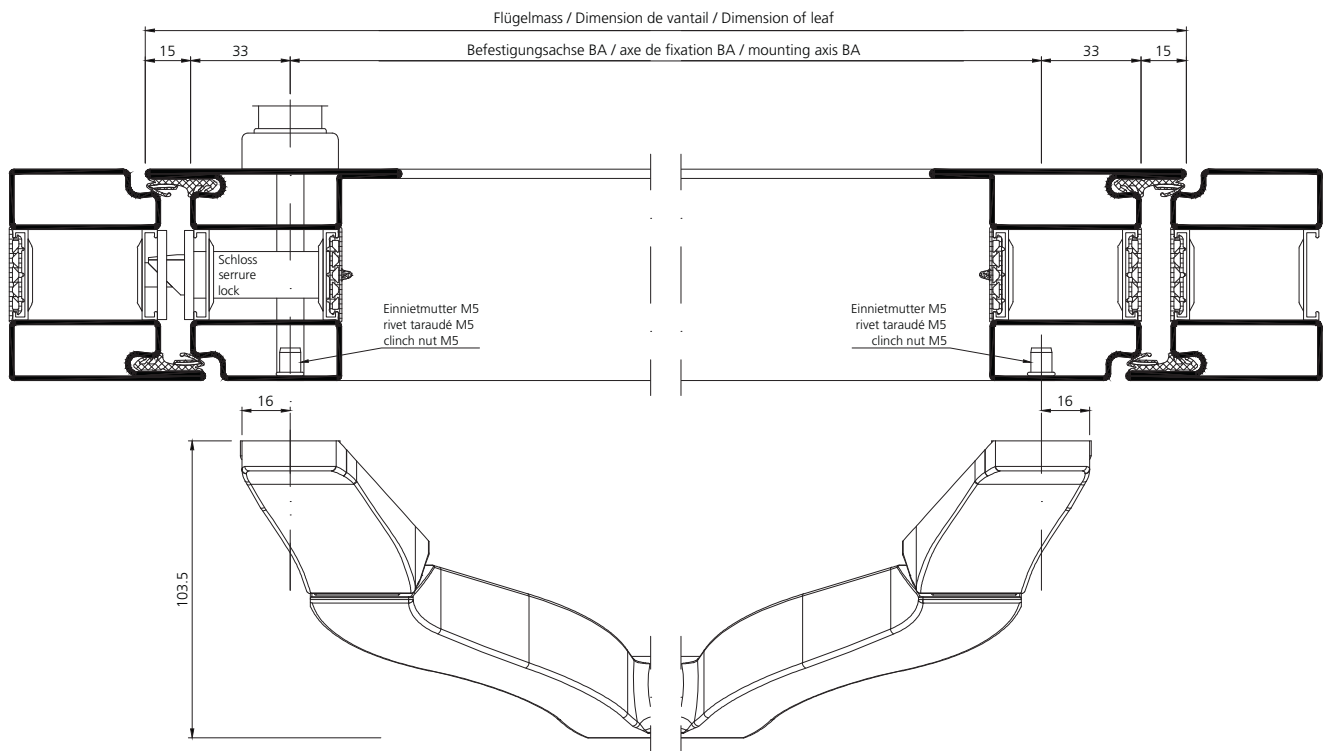 Flügelmass / Dimension de vantail / Dimension of leaf
15
33
Befestigungsachse BA / axe de fixation BA / mounting axis BA
33
15
Schloss
serrure
lock
Einnietmutter M5
rivet taraudé M5
clinch nut M5
Einnietmutter M5
rivet taraudé M5
clinch nut M5
16
16
103.5